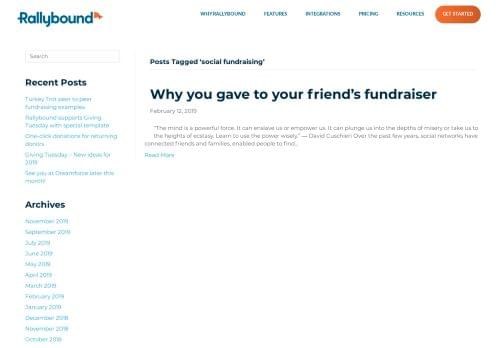 Rallybound
WHY RALLYBOUND
FEATURES
INTEGRATIONS
PRICING
RESOURCES
GET STARTED
Search
Recent Posts
Turkey Trot peer to peer
fundraising examples
Rallybound supports Giving
Tuesday with special template
One-click donations for returning
donors
Giving Tuesday – New ideas for
2019
See you at Dreamforce later this
month!
Archives
November 2019
September 2019
July 2019
June 2019
May 2019
April 2019
March 2019
February 2019
January 2019
December 2018
November 2018
October 2018
Posts Tagged ‘social fundraising’
Why you gave to your friend’s fundraiser
February 12, 2019
“The mind is a powerful force. It can enslave us or empower us. It can plunge us into the depths of misery or take us to
the heights of ecstasy. Learn to use the power wisely.” — David Cuschieri Over the past few years, social networks have
connected friends and families, enabled people to find...
Read More